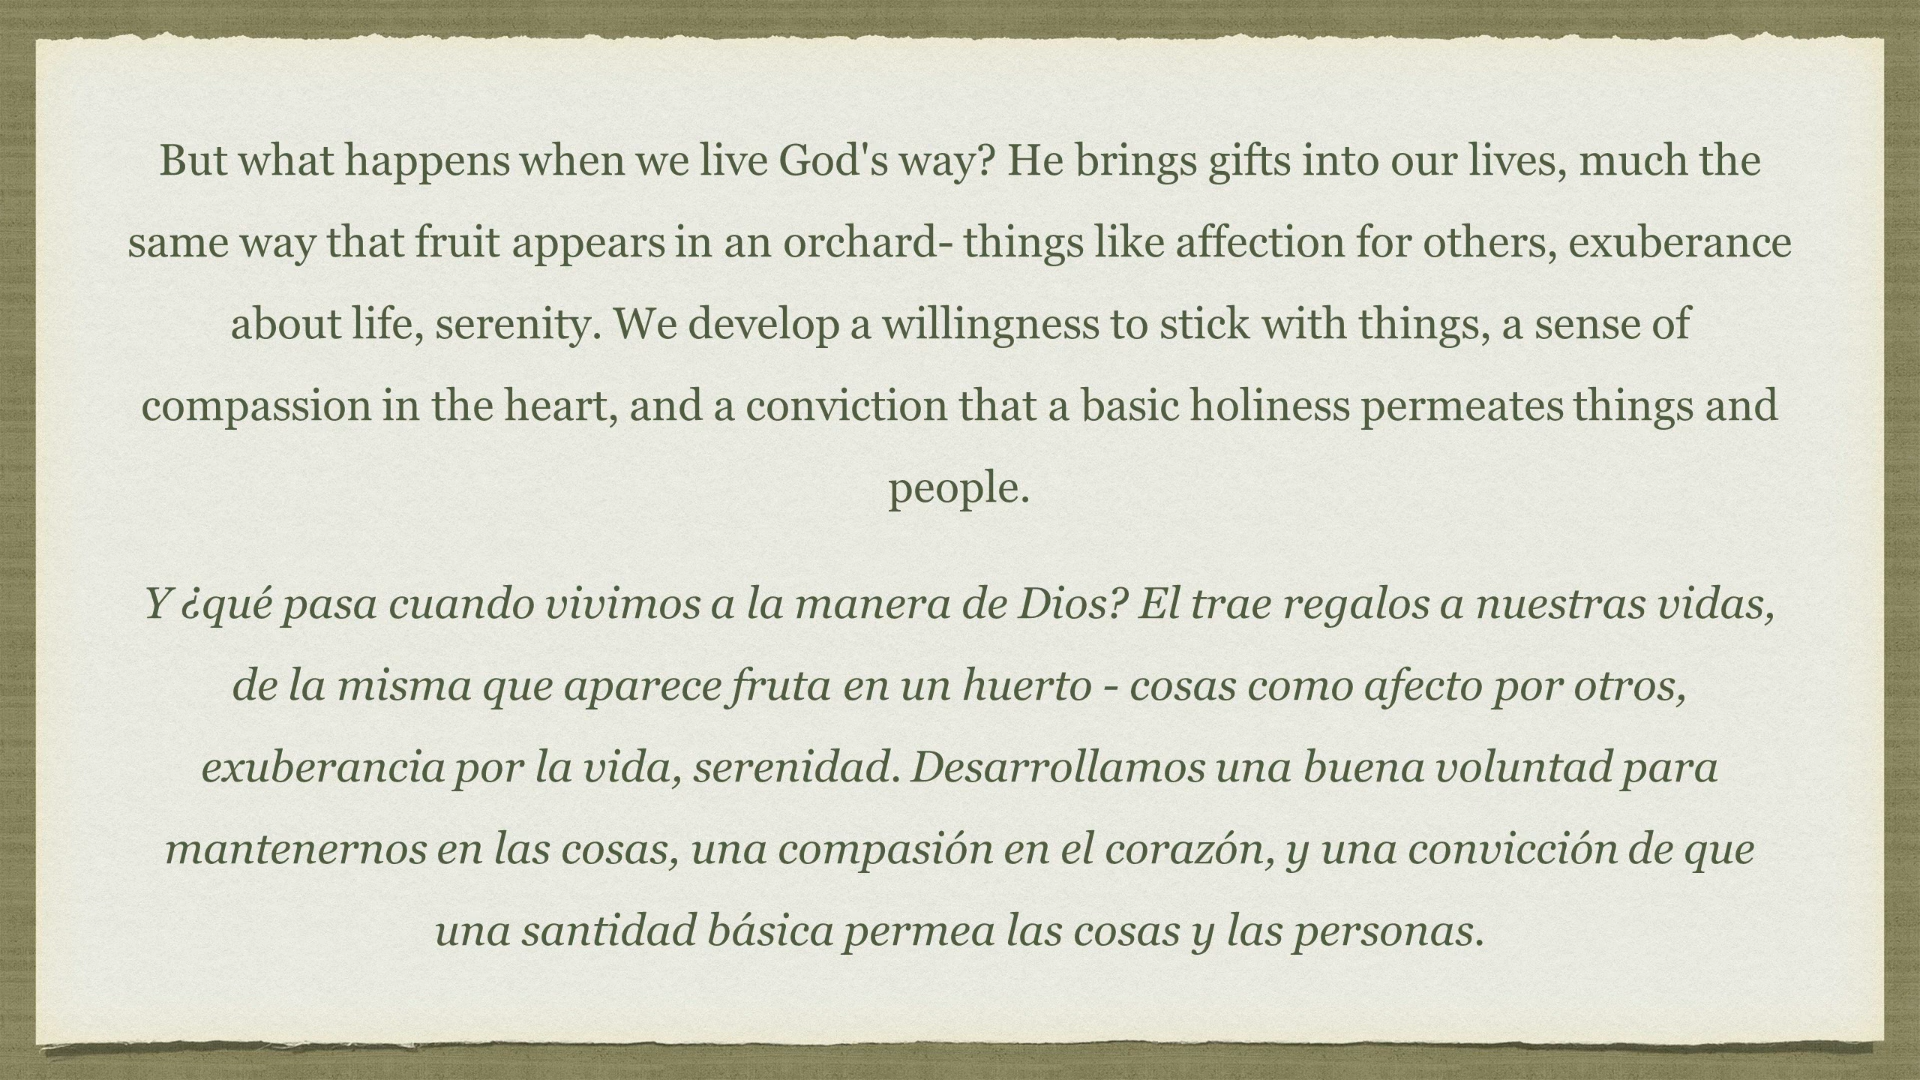 But what happens when we live God's way? He brings gifts into our lives, much the
same way that fruit appears in an orchard- things like affection for others, exuberance
about life, serenity. We develop a willingness to stick with things, a sense of
compassion in the heart, and a conviction that a basic holiness permeates things and
people.
Y ¿qué pasa cuando vivimos a la manera de Dios? El trae regalos a nuestras vidas,
de la misma que aparece fruta en un huerto - cosas como afecto por otros,
exuberancia por la vida, serenidad. Desarrollamos una buena voluntad para
mantenernos en las cosas, una compasión en el corazón, y una convicción de que
una santidad básica permea las cosas y las personas.